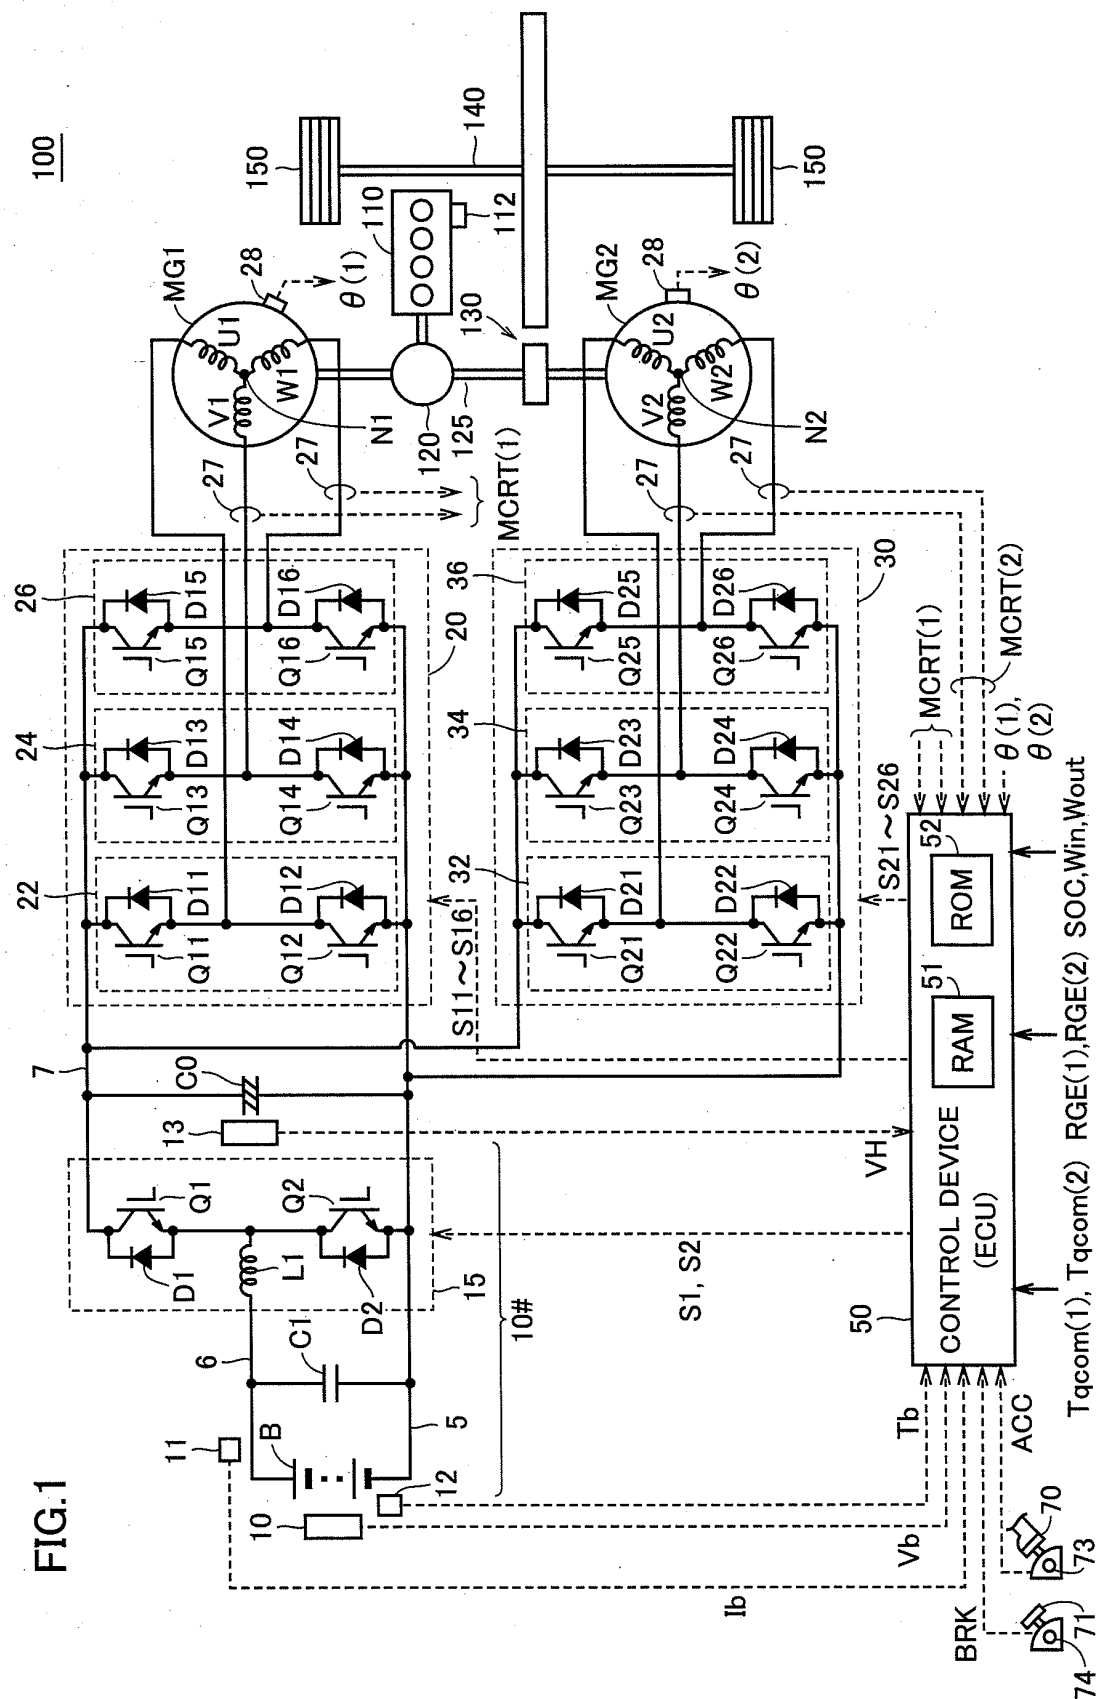 FIG.1
100
150
140
150
110
112
MG1
28
θ(1)
U1
V1
W1
N1
120
125
130
MG2
28
θ(2)
U2
V2
W2
N2
27
27
MCRT(1)
27
27
26
D15
Q15
D16
Q16
24
D13
Q13
D14
Q14
22
D11
Q11
D12
Q12
20
36
D25
Q25
D26
Q26
34
D23
Q23
D24
Q24
32
D21
Q21
D22
Q22
30
S11~S16
S21~S26
7
C0
13
VH
Q1
D1
Q2
D2
L1
15
10#
S1, S2
6
C1
5
B
11
10
12
Tb
Vb
Ib
50
CONTROL DEVICE
(ECU)
RAM
51
ROM
52
MCRT(1)
MCRT(2)
θ(1),
θ(2)
BRK
ACC
70
73
71
74
Tqcom(1), Tqcom(2)
RGE(1),RGE(2)
SOC,Win,Wout